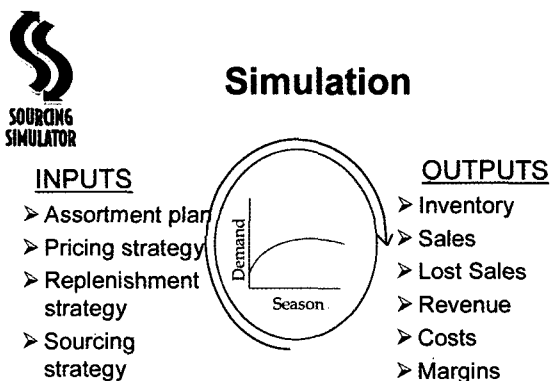 SOURCING
SIMULATOR
Simulation
INPUTS
➢ Assortment plan
➢ Pricing strategy
➢ Replenishment
strategy
➢ Sourcing
strategy
Demand
Season
OUTPUTS
➢ Inventory
➢ Sales
➢ Lost Sales
➢ Revenue
➢ Costs
➢ Margins